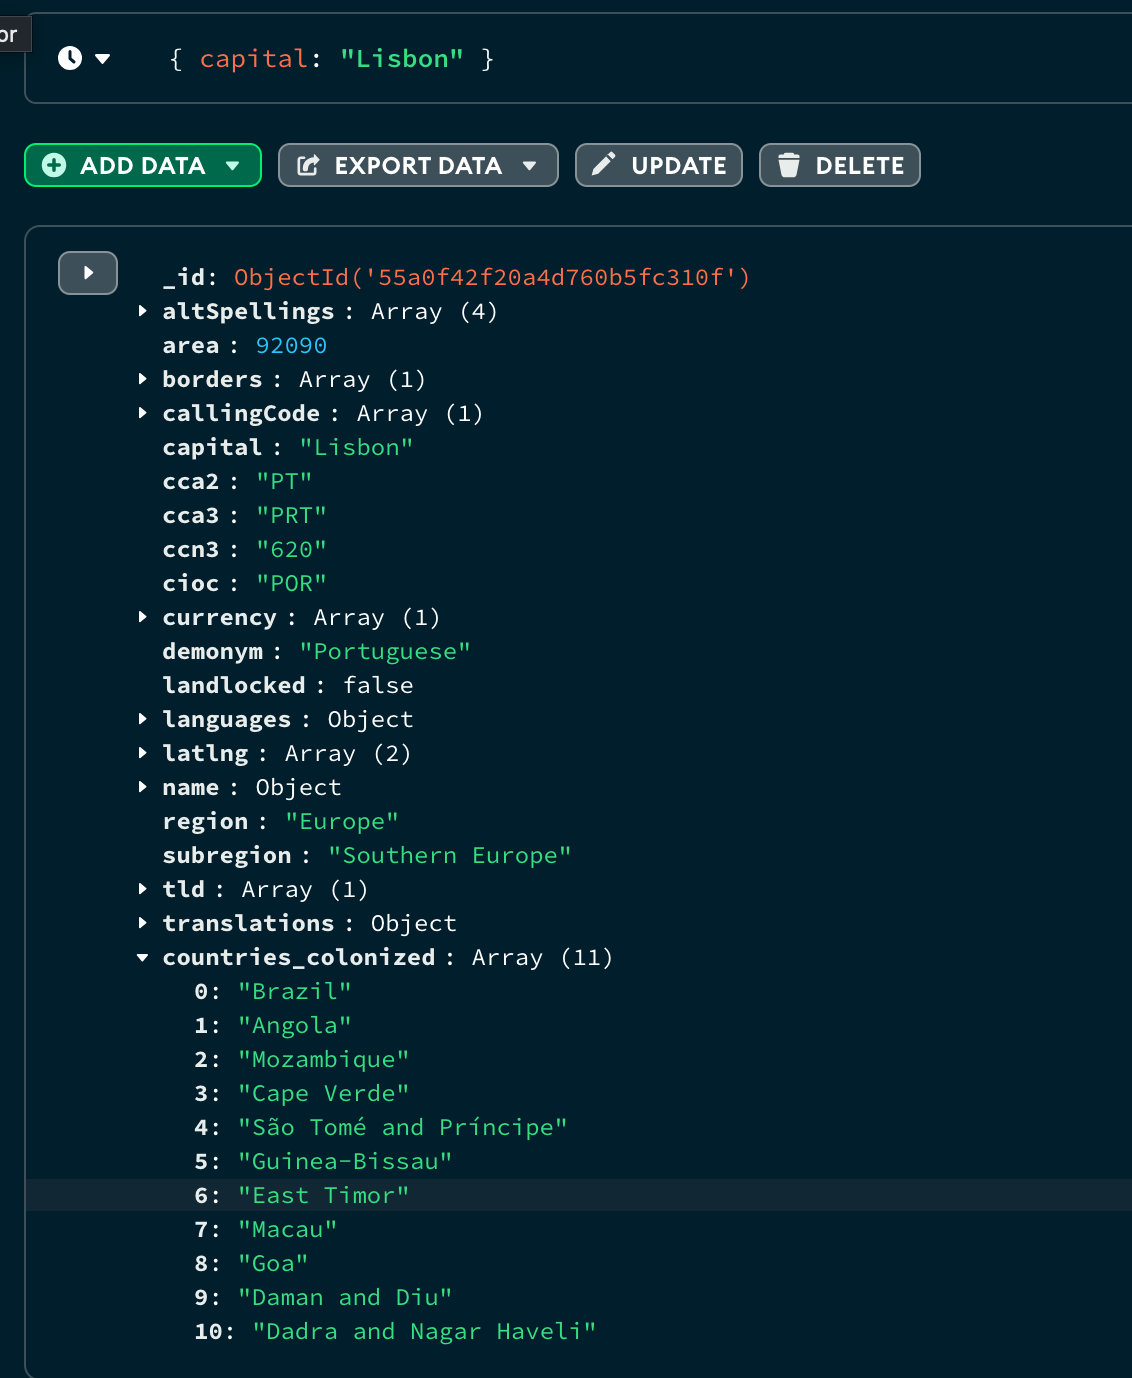 or
{ capital: "Lisbon" }
ADD DATA EXPORT DATA UPDATE DELETE
_id: ObjectId('55a0f42f20a4d760b5fc310f')
altSpellings : Array (4)
area : 92090
borders : Array (1)
callingCode : Array (1)
capital : "Lisbon"
cca2 : "PT"
cca3 : "PRT"
ccn3 : "620"
cioc : "POR"
currency : Array (1)
demonym : "Portuguese"
landlocked : false
languages : Object
latlng : Array (2)
name : Object
region : "Europe"
subregion : "Southern Europe"
tld : Array (1)
translations : Object
countries_colonized : Array (11)
0: "Brazil"
1: "Angola"
2: "Mozambique"
3: "Cape Verde"
4: "São Tomé and Príncipe"
5: "Guinea-Bissau"
6: "East Timor"
7: "Macau"
8: "Goa"
9: "Daman and Diu"
10: "Dadra and Nagar Haveli"